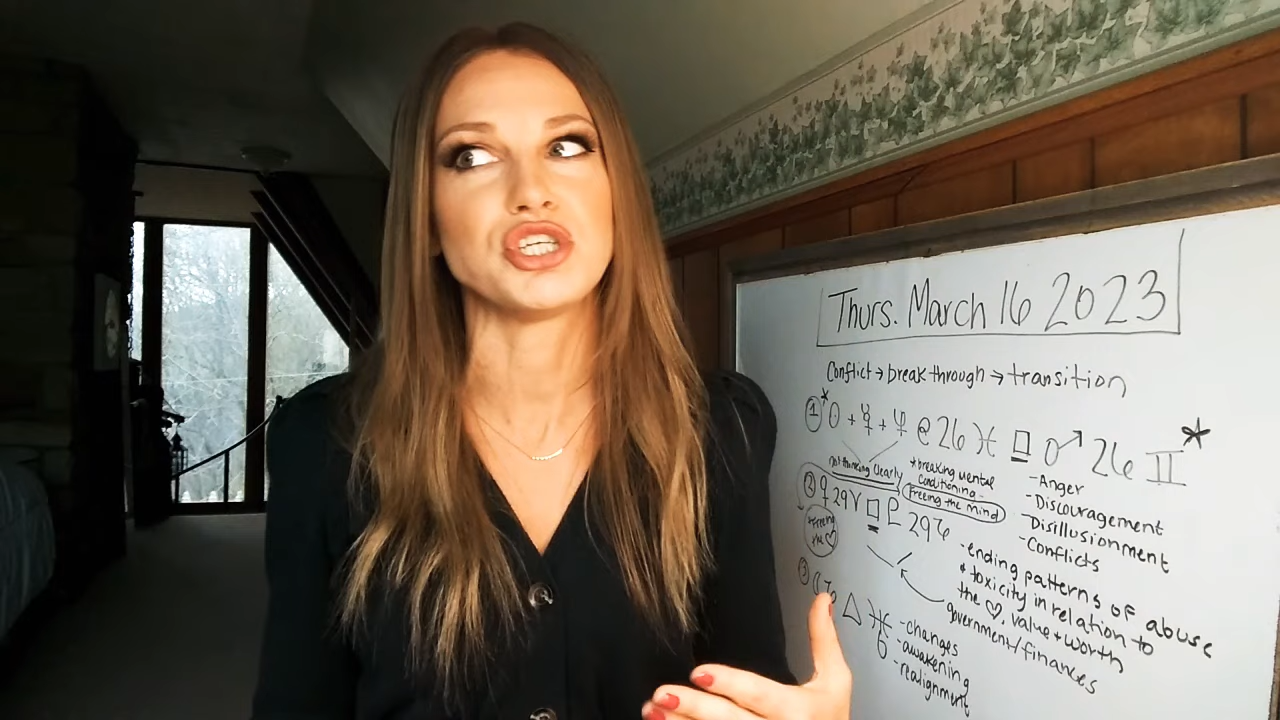 Thurs. March 16 2023
Conflict → break through → transition
① *☉ + ☿ + ♆ @ 26 ♓ □ ♂ 26 II *
not thinking clearly
*breaking mental
conditioning-
Freeing the mind
-Anger
-Discouragement
-Disillusionment
-Conflicts
② ♀ 29 ♈ □ ♇ 29 ♑
*Freeing
the ♡
-ending patterns of abuse
+ toxicity in relation to
the ♡, value + worth
government/finances
③ ☾ ♑ △ ♅
-changes
-awakening
-realignment